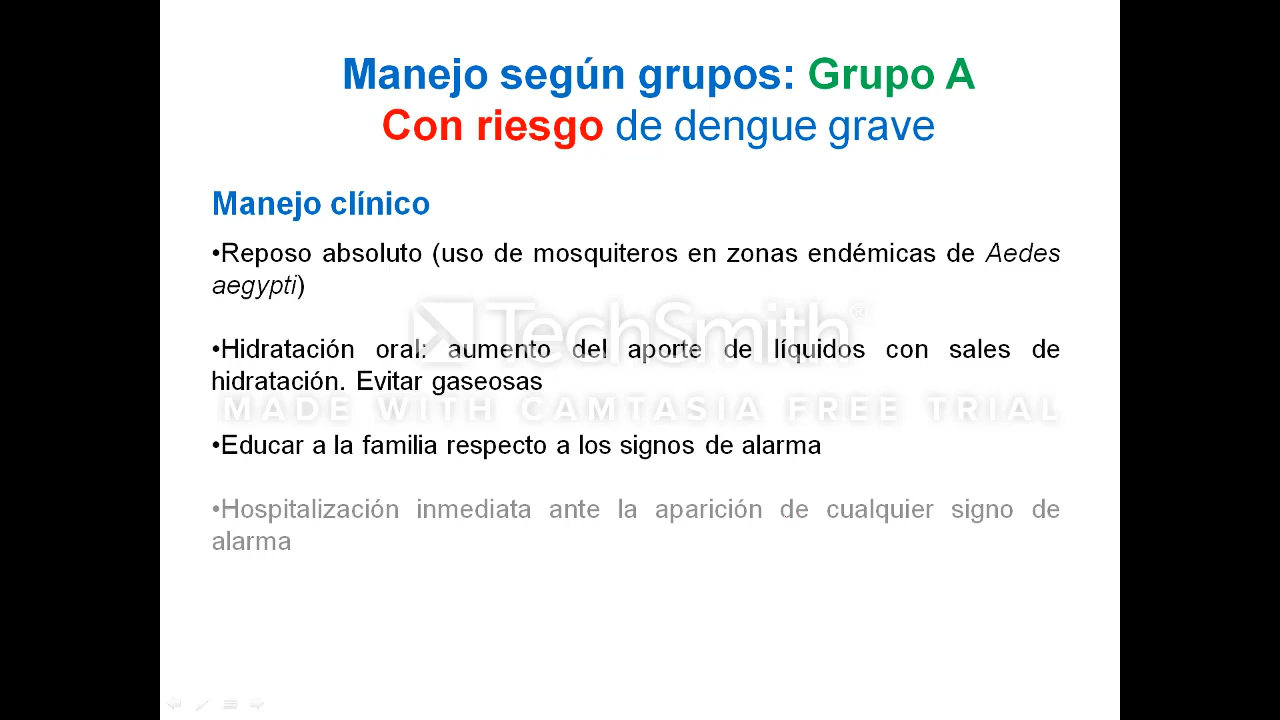 Manejo según grupos: Grupo A
Con riesgo de dengue grave
Manejo clínico
•Reposo absoluto (uso de mosquiteros en zonas endémicas de Aedes
aegypti)
TechSmith®
•Hidratación oral: aumento del aporte de líquidos con sales de
hidratación. Evitar gaseosas
MADE WITH CAMTASIA FREE TRIAL
•Educar a la familia respecto a los signos de alarma
•Hospitalización inmediata ante la aparición de cualquier signo de
alarma